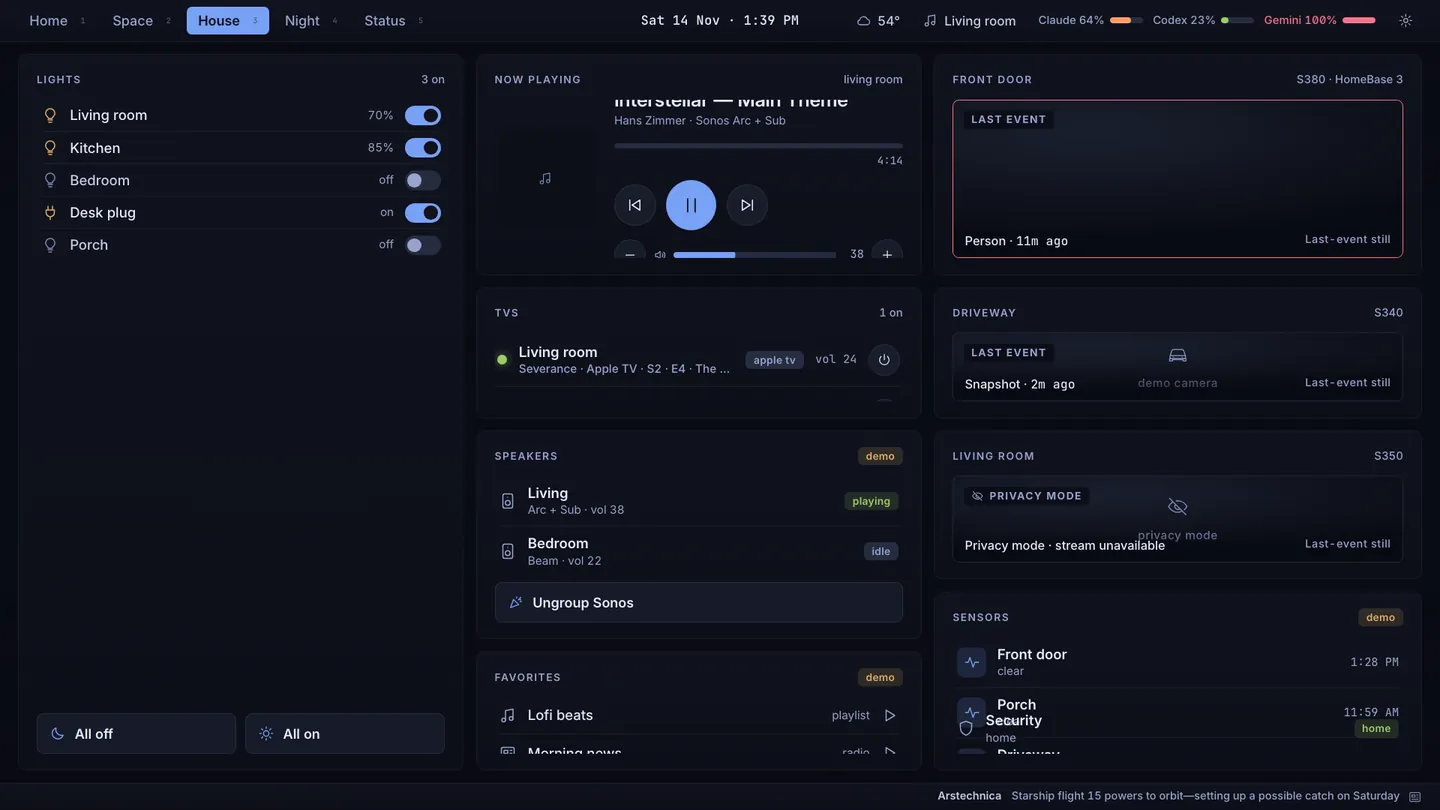 Home 1 Space 2 House 3 Night 4 Status 5
Sat 14 Nov · 1:39 PM
54° Living room Claude 64% Codex 23% Gemini 100%
LIGHTS 3 on
Living room 70%
Kitchen 85%
Bedroom off
Desk plug on
Porch off
All off All on
NOW PLAYING living room
Interstellar — Main Theme
Hans Zimmer · Sonos Arc + Sub
4:14
38
TVS 1 on
Living room
Severance · Apple TV · S2 · E4 · The ...
apple tv vol 24
SPEAKERS demo
Living
Arc + Sub · vol 38
playing
Bedroom
Beam · vol 22
idle
Ungroup Sonos
FAVORITES demo
Lofi beats playlist
Morning news radio
FRONT DOOR S380 · HomeBase 3
LAST EVENT
Person · 11m ago Last-event still
DRIVEWAY S340
LAST EVENT
demo camera
Snapshot · 2m ago Last-event still
LIVING ROOM S350
PRIVACY MODE
privacy mode
Privacy mode · stream unavailable Last-event still
SENSORS demo
Front door
clear
1:28 PM
Porch
11:59 AM
Security
home
home
Driveway
Arstechnica Starship flight 15 powers to orbit—setting up a possible catch on Saturday